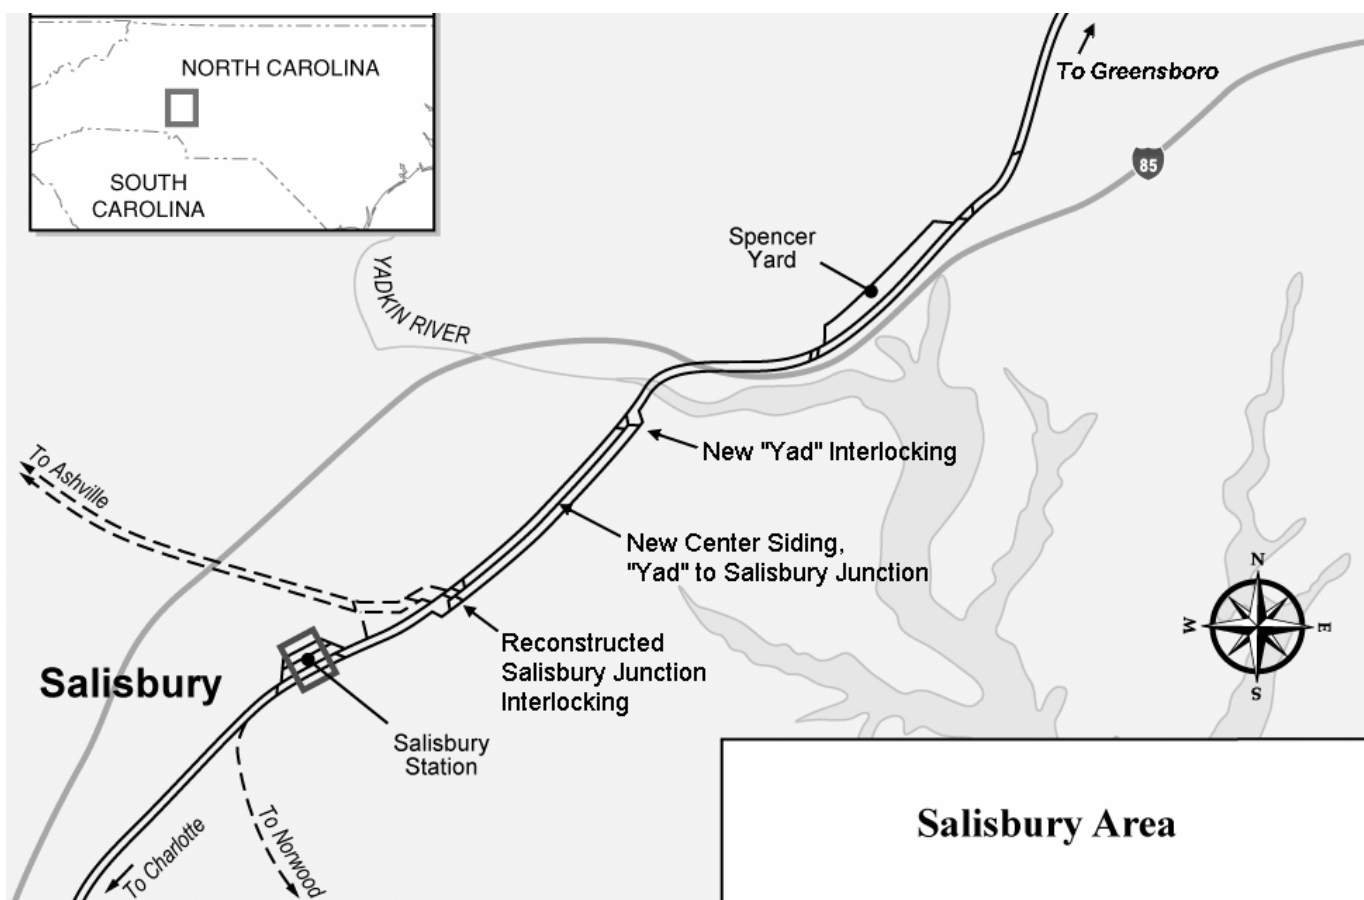 NORTH CAROLINA
SOUTH
CAROLINA
To Greensboro
85
Spencer
Yard
YADKIN RIVER
New "Yad" Interlocking
To Ashville
New Center Siding,
"Yad" to Salisbury Junction
Reconstructed
Salisbury Junction
Interlocking
Salisbury
Salisbury
Station
To Charlotte
To Norwood
N
W
E
S
Salisbury Area